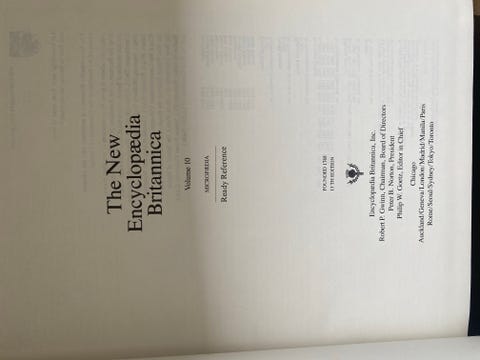 The New
Encyclopædia
Britannica
Volume 10
MICROPÆDIA
Ready Reference
FOUNDED 1768
15TH EDITION
Encyclopædia Britannica, Inc.
Robert P. Gwinn, Chairman, Board of Directors
Peter B. Norton, President
Philip W. Goetz, Editor in Chief
Chicago
Auckland/Geneva/London/Madrid/Manila/Paris
Rome/Seoul/Sydney/Tokyo/Toronto